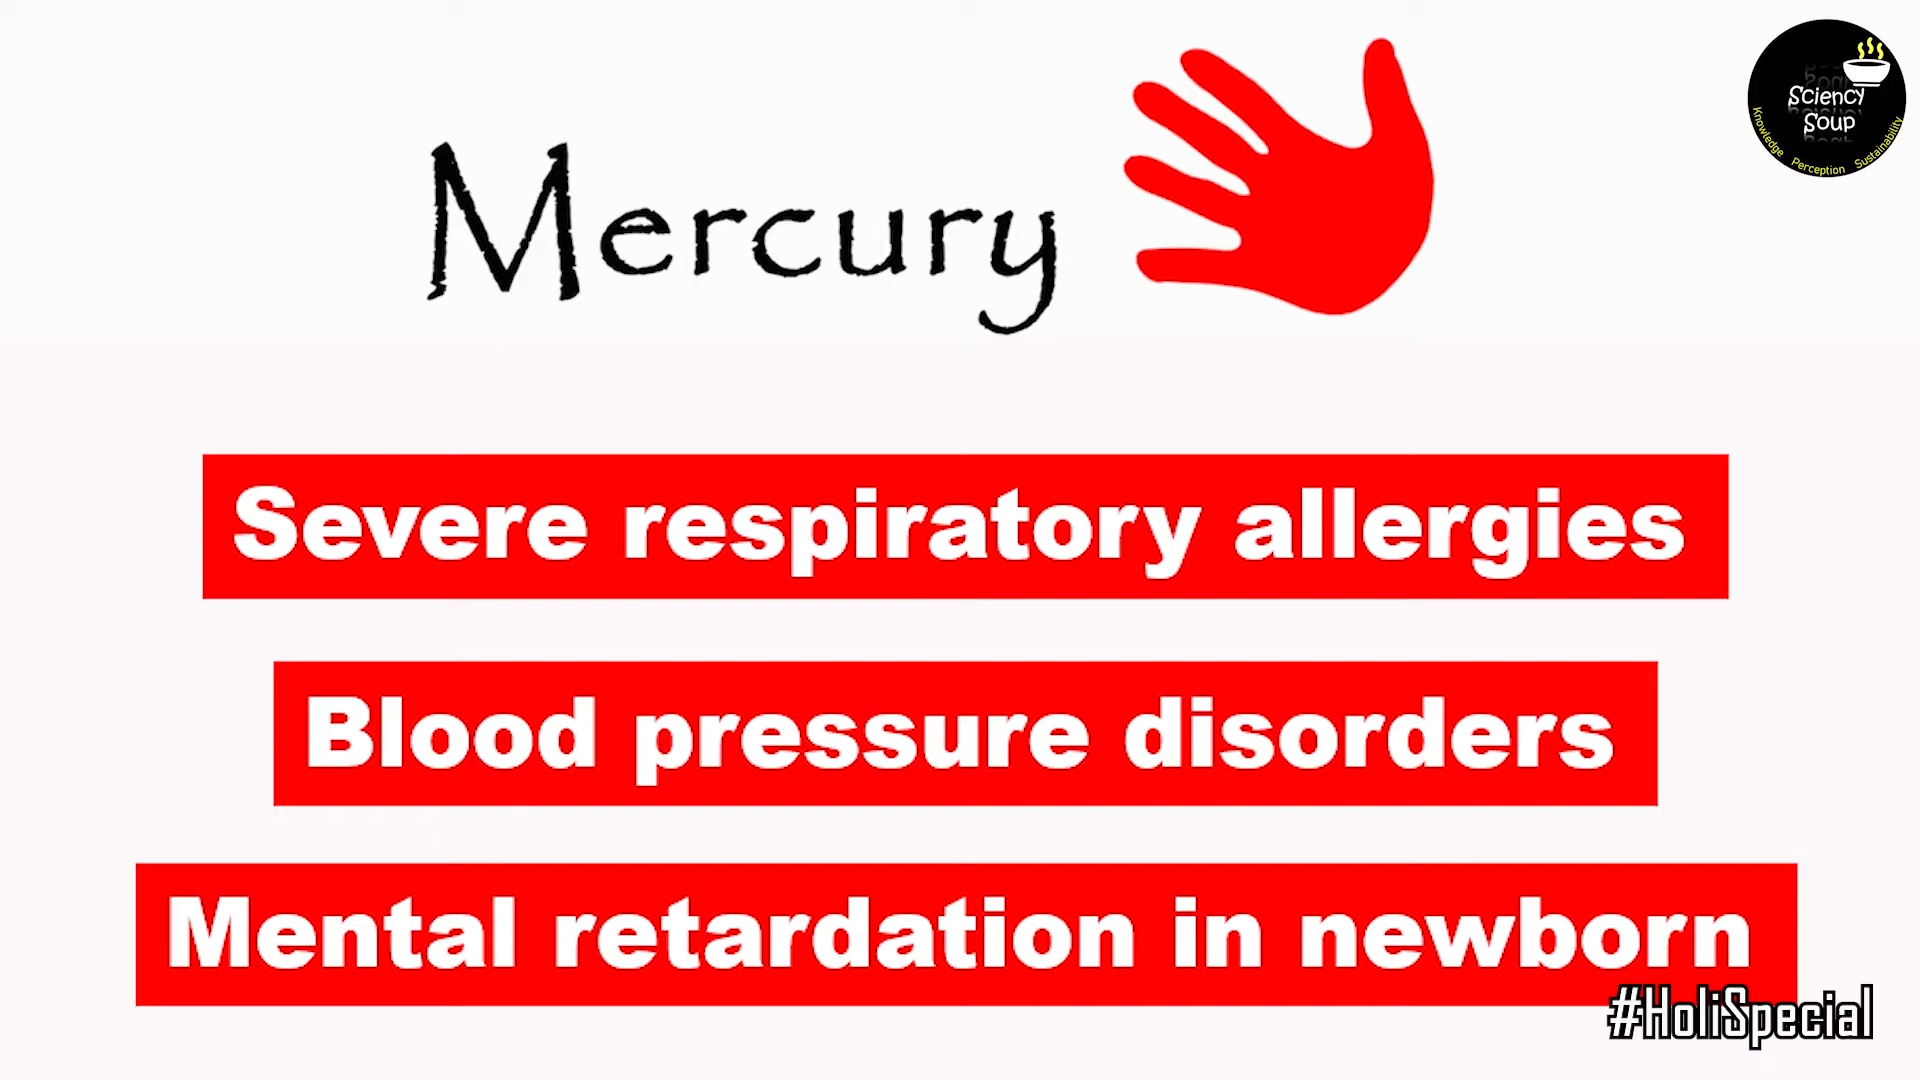 Mercury
Sciency
Soup
Knowledge Perception Sustainability
Severe respiratory allergies
Blood pressure disorders
Mental retardation in newborn
#HoliSpecial